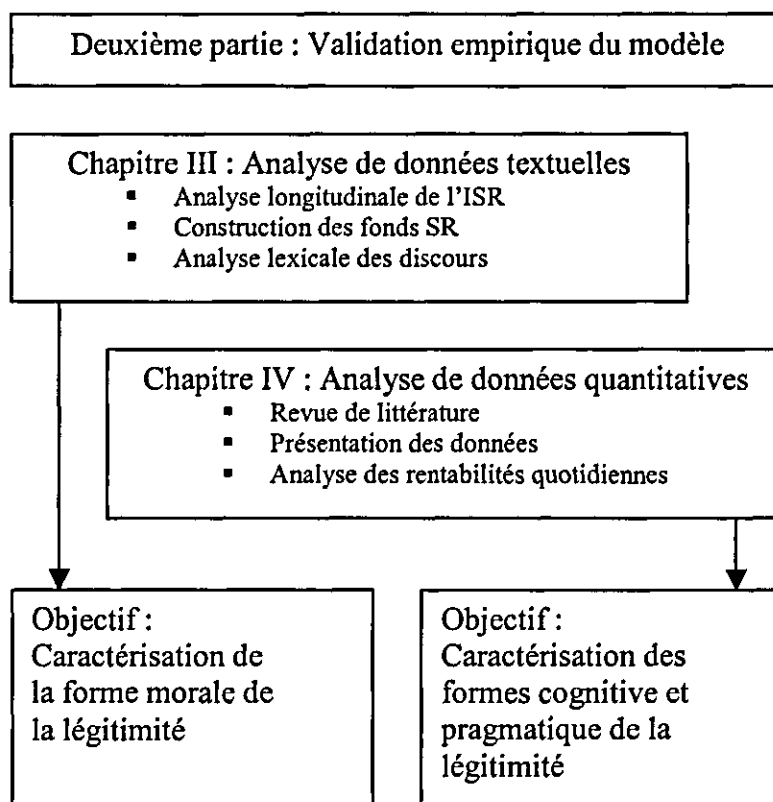 Deuxième partie : Validation empirique du modèle
Chapitre III : Analyse de données textuelles
▪ Analyse longitudinale de l'ISR
▪ Construction des fonds SR
▪ Analyse lexicale des discours
Chapitre IV : Analyse de données quantitatives
▪ Revue de littérature
▪ Présentation des données
▪ Analyse des rentabilités quotidiennes
Objectif :
Caractérisation de
la forme morale de
la légitimité
Objectif :
Caractérisation des
formes cognitive et
pragmatique de la
légitimité